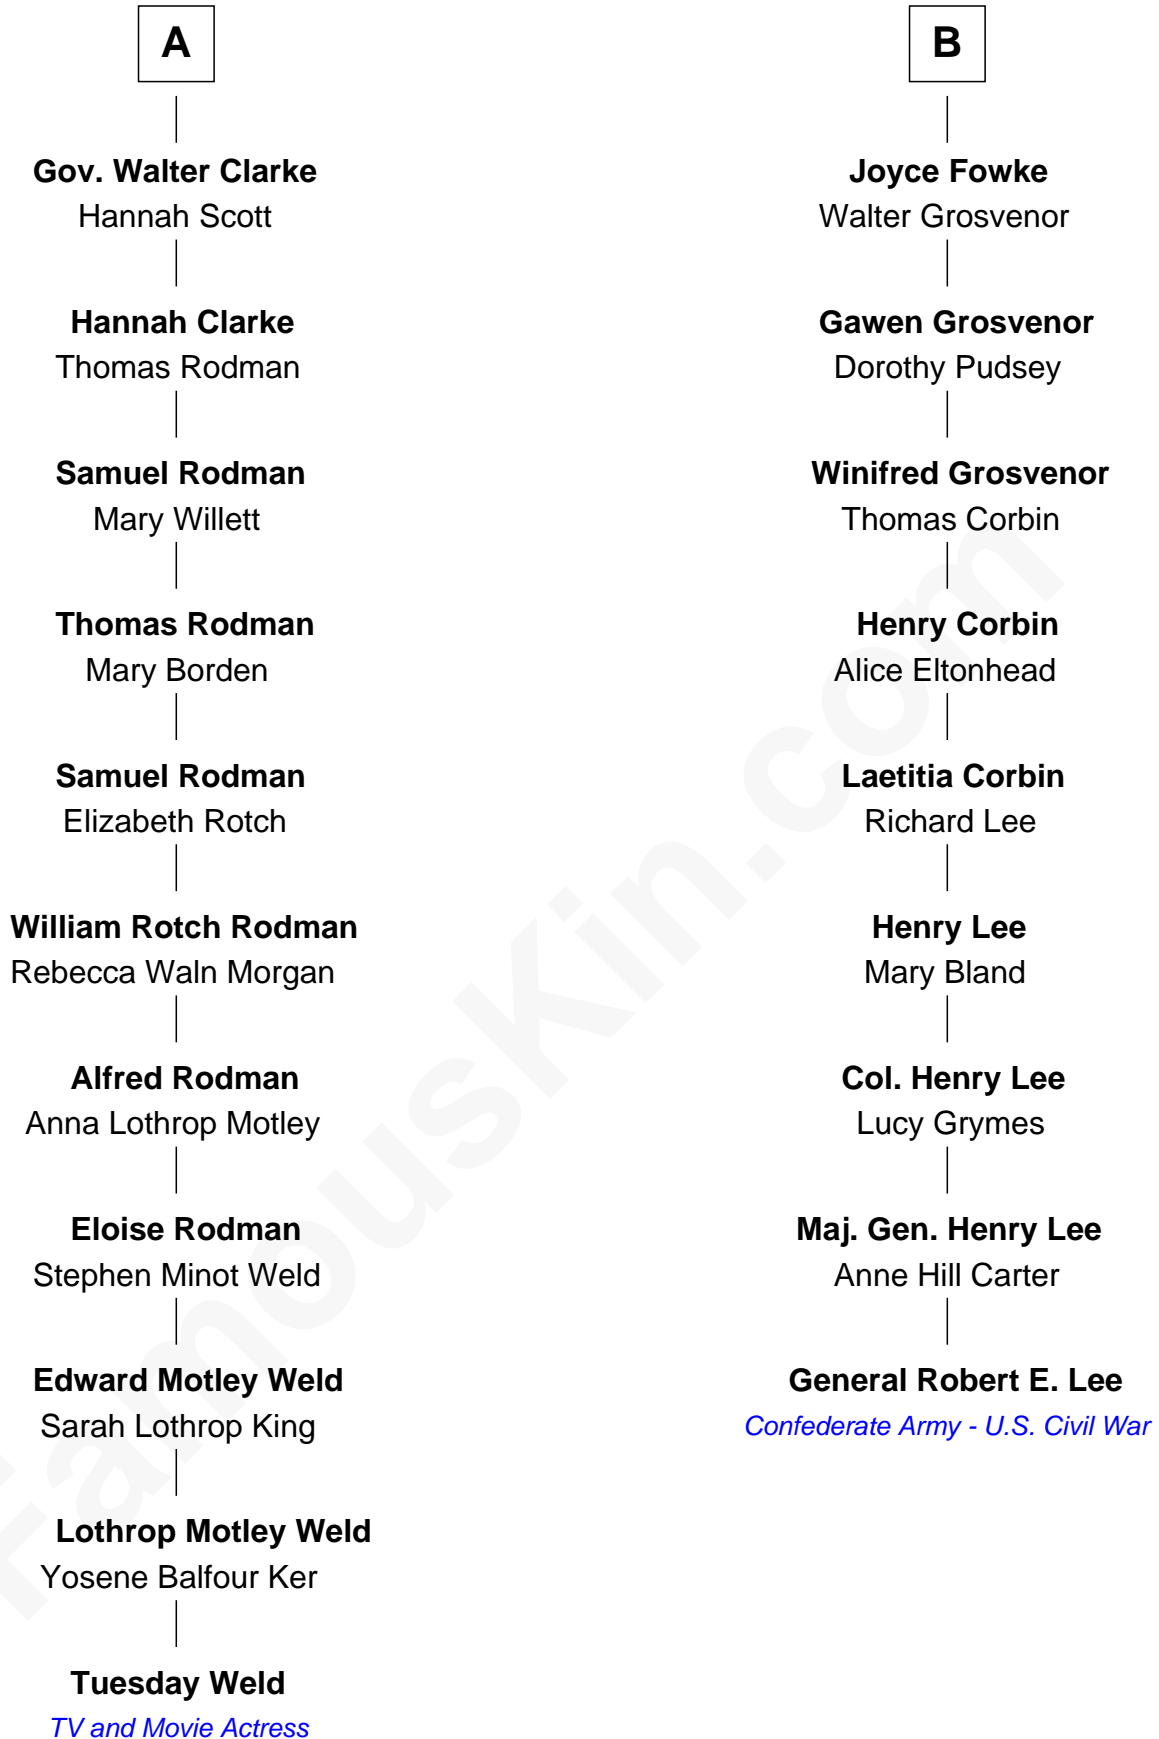 A
Gov. Walter Clarke
Hannah Scott
Hannah Clarke
Thomas Rodman
Samuel Rodman
Mary Willett
Thomas Rodman
Mary Borden
Samuel Rodman
Elizabeth Rotch
William Rotch Rodman
Rebecca Waln Morgan
Alfred Rodman
Anna Lothrop Motley
Eloise Rodman
Stephen Minot Weld
Edward Motley Weld
Sarah Lothrop King
Lothrop Motley Weld
Yosene Balfour Ker
Tuesday Weld
TV and Movie Actress
B
Joyce Fowke
Walter Grosvenor
Gawen Grosvenor
Dorothy Pudsey
Winifred Grosvenor
Thomas Corbin
Henry Corbin
Alice Eltonhead
Laetitia Corbin
Richard Lee
Henry Lee
Mary Bland
Col. Henry Lee
Lucy Grymes
Maj. Gen. Henry Lee
Anne Hill Carter
General Robert E. Lee
Confederate Army - U.S. Civil War
FamousKin.com